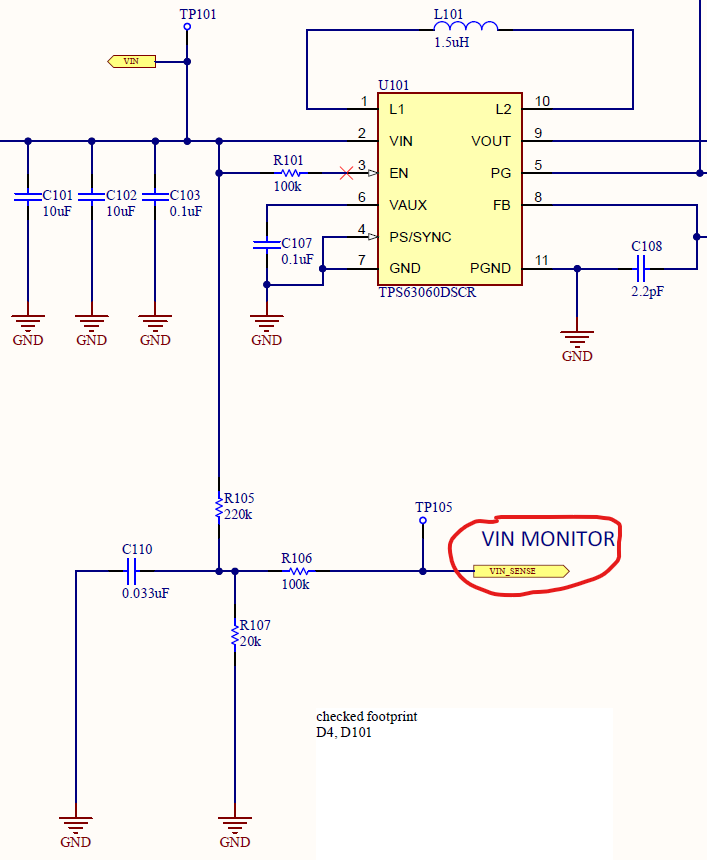 TP101
VIN
L101
1.5uH
U101
1 L1 L2 10
2 VIN VOUT 9
R101
100k
3 EN PG 5
6 VAUX FB 8
4 PS/SYNC
7 GND PGND 11
TPS63060DSCR
C101
10uF
C102
10uF
C103
0.1uF
C107
0.1uF
C108
2.2pF
GND
GND
GND
GND
GND
R105
220k
TP105
VIN MONITOR
VIN_SENSE
C110
0.033uF
R106
100k
R107
20k
checked footprint
D4, D101
GND
GND